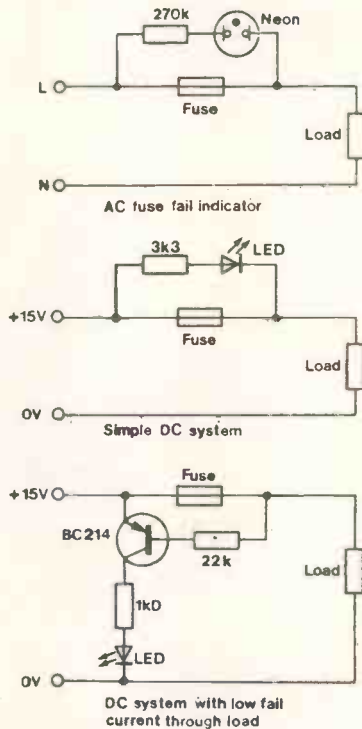 270k
Neon
L
Fuse
Load
N
AC fuse fail indicator
3k3
LED
+15V
Fuse
Load
0V
Simple DC system
Fuse
+15V
BC214
22k
Load
1kD
LED
0V
DC system with low fail
current through load